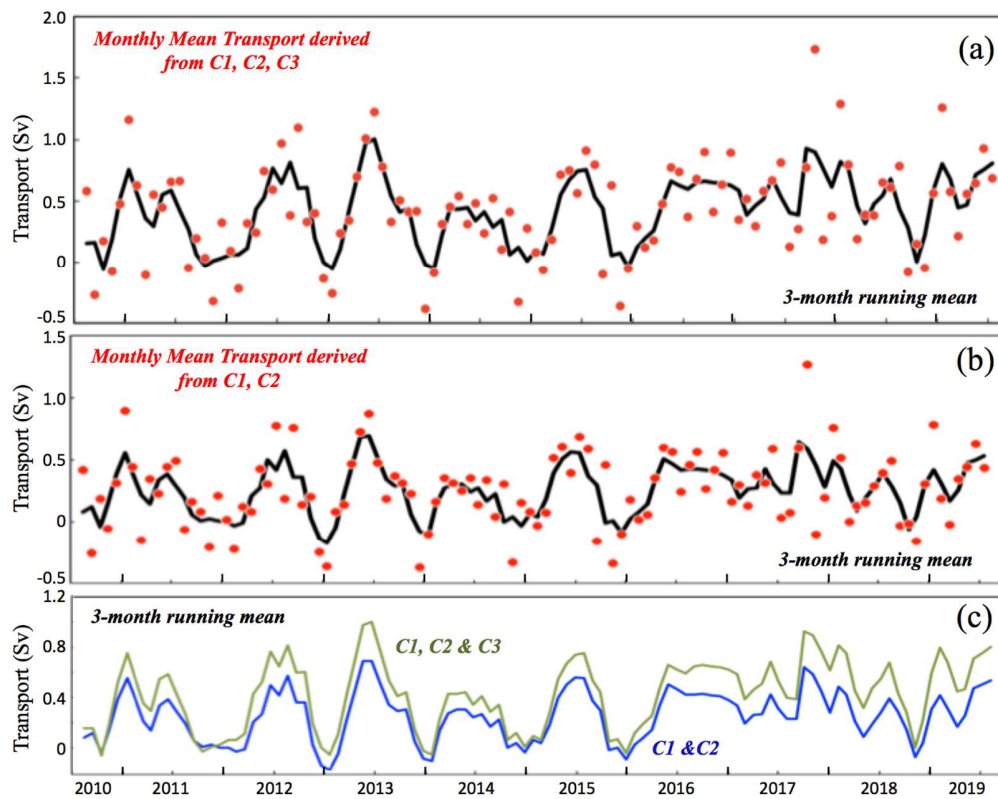 2.0
(a)
Monthly Mean Transport derived
from C1, C2, C3
1.5
1.0
0.5
0
-0.5
Transport (Sv)
3-month running mean
1.5
(b)
Monthly Mean Transport derived
from C1, C2
1.0
0.5
0
-0.5
Transport (Sv)
3-month running mean
1.2
3-month running mean
(c)
C1, C2 & C3
0.8
0.4
0
Transport (Sv)
C1 &C2
2010 2011 2012 2013 2014 2015 2016 2017 2018 2019